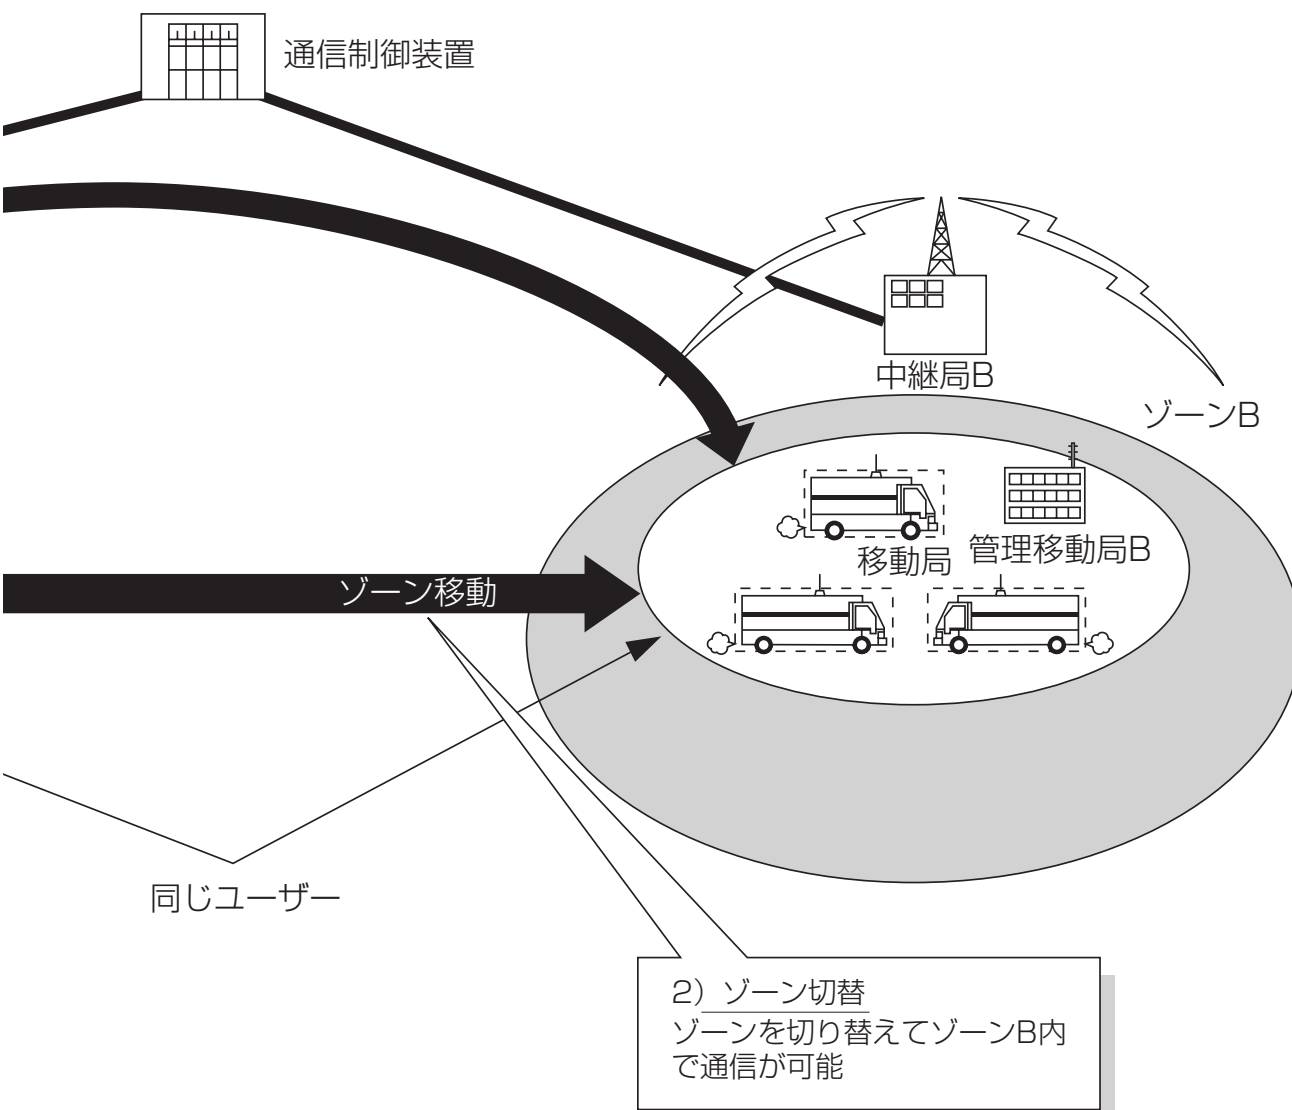 通信制御装置
中継局B
ゾーンB
移動局
管理移動局B
ゾーン移動
同じユーザー
2）ゾーン切替
ゾーンを切り替えてゾーンB内
で通信が可能